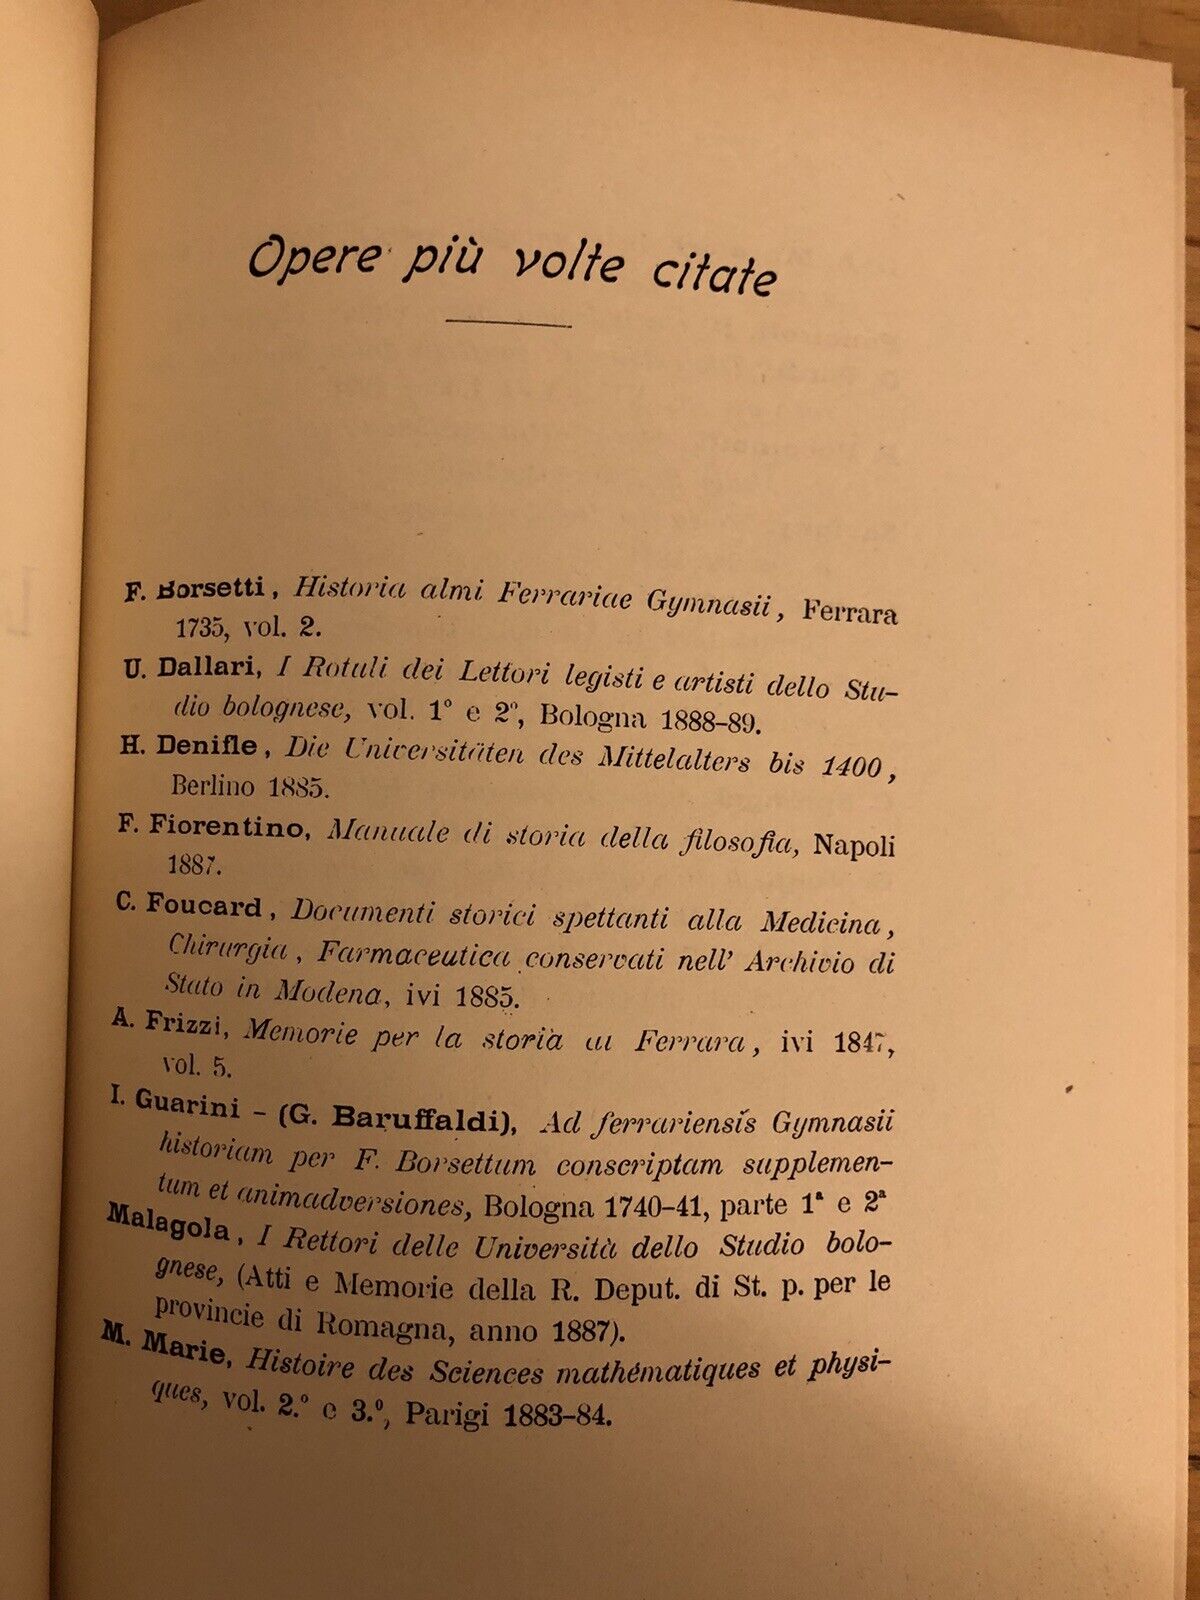 Opere più volte citate
F. Borsetti, Historia almi Ferrariae Gymnasii, Ferrara
1735, vol. 2.
U. Dallari, I Rotuli dei Lettori legisti e artisti dello Stu-
dio bolognese, vol. 1º e 2º, Bologna 1888-89.
H. Denifle, Die Universitäten des Mittelalters bis 1400,
Berlino 1885.
F. Fiorentino, Manuale di storia della filosofia, Napoli
1887.
C. Foucard, Documenti storici spettanti alla Medicina,
Chirurgia, Farmaceutica conservati nell' Archivio di
Stato in Modena, ivi 1885.
A. Frizzi, Memorie per la storia di Ferrara, ivi 1847,
vol. 5.
I. Guarini - (G. Baruffaldi), Ad ferrariensis Gymnasii
historiam per F. Borsettum conscriptam supplemen-
tum et animadversiones, Bologna 1740-41, parte 1ª e 2ª
Malagola, I Rettori delle Università dello Studio bolo-
gnese, (Atti e Memorie della R. Deput. di St. p. per le
provincie di Romagna, anno 1887).
M. Marie, Histoire des Sciences mathématiques et physi-
ques, vol. 2.º e 3.º, Parigi 1883-84.